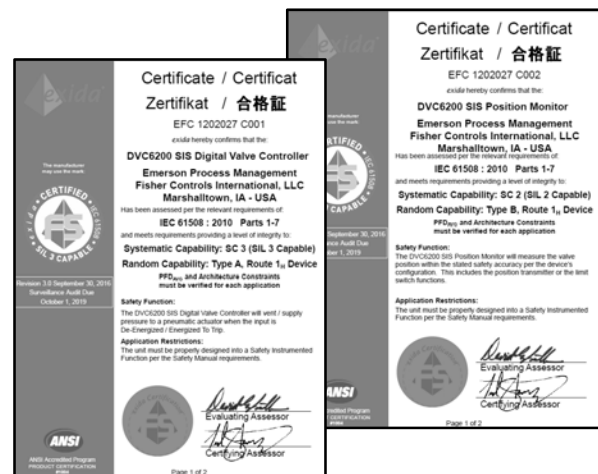 exida
Certificate / Certificat
Zertifikat / 合格証
EFC 1202027 C001
exida hereby confirms that the:
DVC6200 SIS Digital Valve Controller
Emerson Process Management
Fisher Controls International, LLC
Marshalltown, IA - USA
Has been assessed per the relevant requirements of:
IEC 61508 : 2010 Parts 1-7
and meets requirements providing a level of integrity to:
Systematic Capability: SC 3 (SIL 3 Capable)
Random Capability: Type A, Route 1H Device
PFDAVG and Architecture Constraints
must be verified for each application
Safety Function:
The DVC6200 SIS Digital Valve Controller will vent / supply
pressure to a pneumatic actuator when the input is
De-Energized / Energized To Trip.
Application Restrictions:
The unit must be properly designed into a Safety Instrumented
Function per the Safety Manual requirements.
Evaluating Assessor
Certifying Assessor
Page 1 of 2
The manufacturer
may use the mark:
CERTIFIED
SIL 3 CAPABLE
Revision 3.0 September 30, 2016
Surveillance Audit Due
October 1, 2019
ANSI
ANSI Accredited Program
PRODUCT CERTIFICATION
Certificate / Certificat
Zertifikat / 合格証
EFC 1202027 C002
exida hereby confirms that the:
DVC6200 SIS Position Monitor
Emerson Process Management
Fisher Controls International, LLC
Marshalltown, IA - USA
Has been assessed per the relevant requirements of:
IEC 61508 : 2010 Parts 1-7
and meets requirements providing a level of integrity to:
Systematic Capability: SC 2 (SIL 2 Capable)
Random Capability: Type B, Route 1H Device
PFDAVG and Architecture Constraints
must be verified for each application
Safety Function:
The DVC6200 SIS Position Monitor will measure the valve
position within the stated safety accuracy per the device's
configuration. This includes the position transmitter or the limit
switch functions.
Application Restrictions:
The unit must be properly designed into a Safety Instrumented
Function per the Safety Manual requirements.
Evaluating Assessor
Certifying Assessor
Page 1 of 2
ANSI